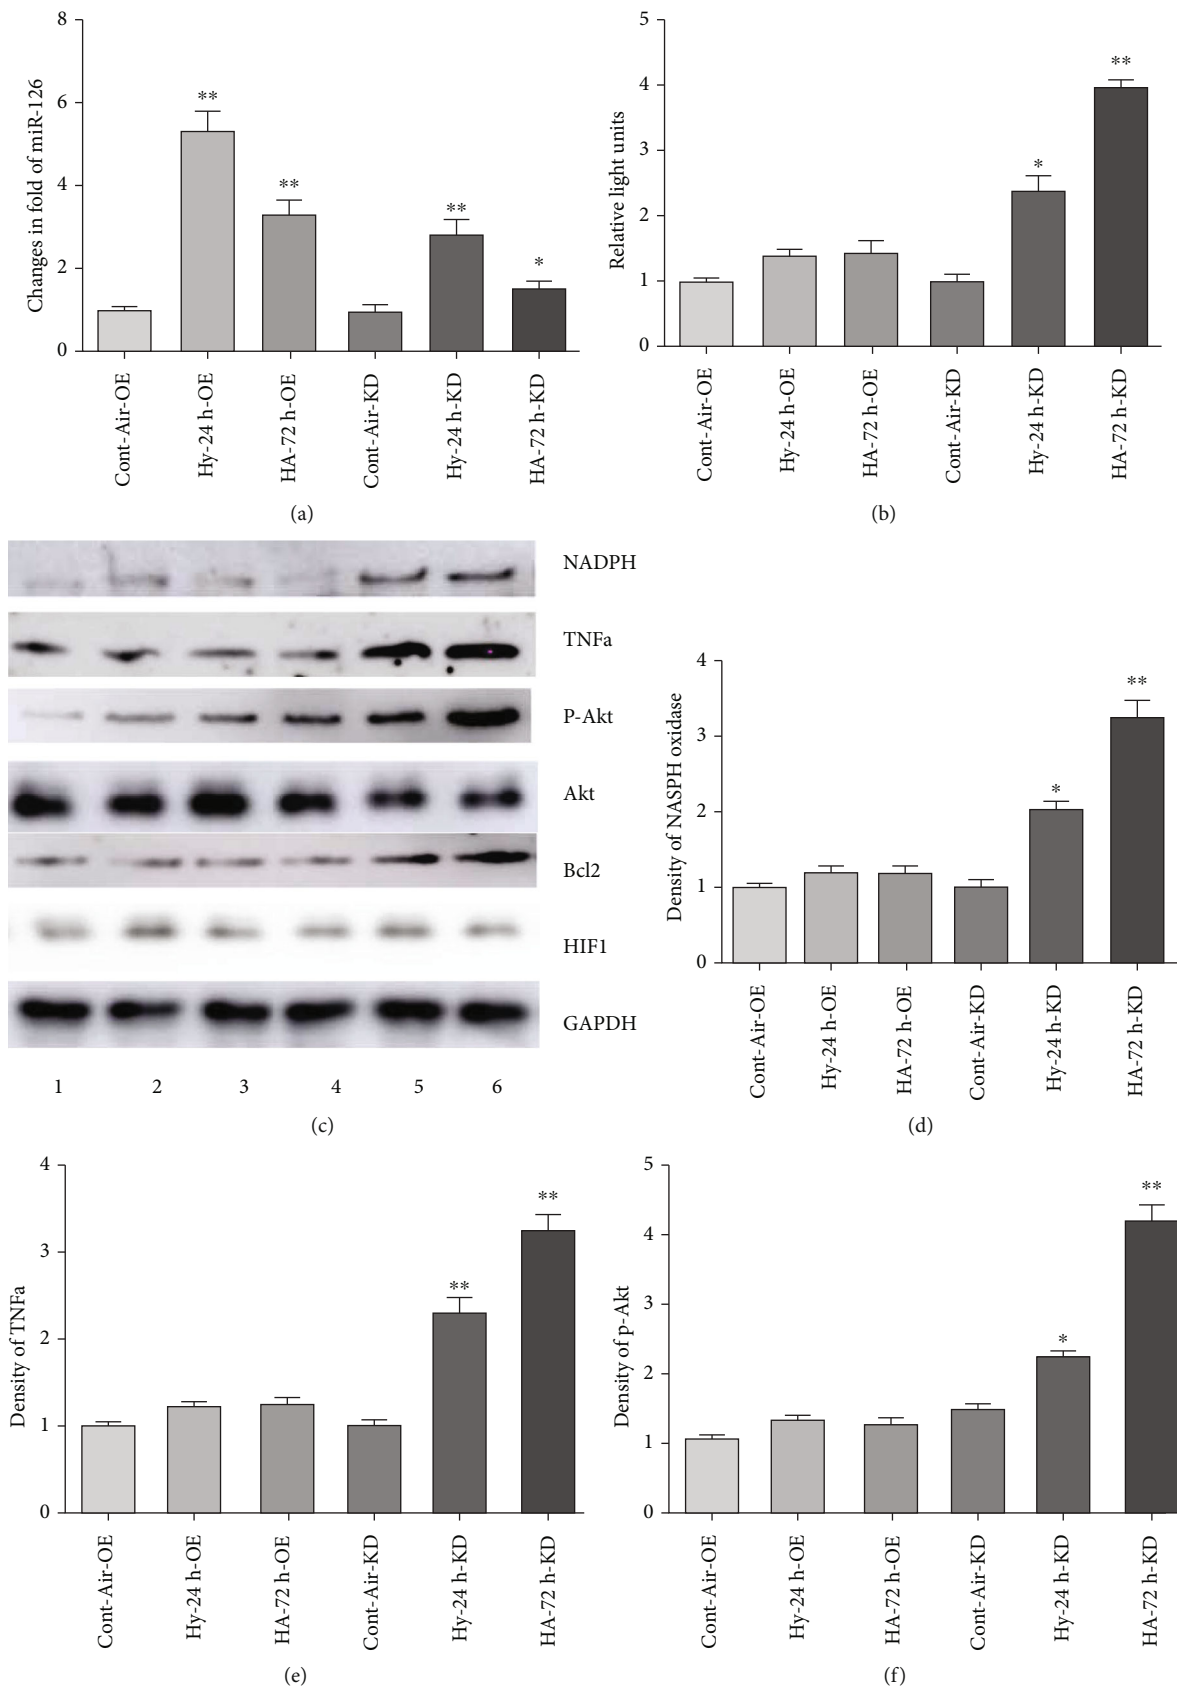 8
6
4
2
0
Changes in fold of miR-126
**
**
**
*
Cont-Air-OE
Hy-24 h-OE
HA-72 h-OE
Cont-Air-KD
Hy-24 h-KD
HA-72 h-KD
(a)
5
4
3
2
1
0
Relative light units
*
**
Cont-Air-OE
Hy-24 h-OE
HA-72 h-OE
Cont-Air-KD
Hy-24 h-KD
HA-72 h-KD
(b)
NADPH
TNFa
P-Akt
Akt
Bcl2
HIF1
GAPDH
1 2 3 4 5 6
(c)
4
3
2
1
0
Density of NASPH oxidase
*
**
Cont-Air-OE
Hy-24 h-OE
HA-72 h-OE
Cont-Air-KD
Hy-24 h-KD
HA-72 h-KD
(d)
4
3
2
1
0
Density of TNFa
**
**
Cont-Air-OE
Hy-24 h-OE
HA-72 h-OE
Cont-Air-KD
Hy-24 h-KD
HA-72 h-KD
(e)
5
4
3
2
1
0
Density of p-Akt
*
**
Cont-Air-OE
Hy-24 h-OE
HA-72 h-OE
Cont-Air-KD
Hy-24 h-KD
HA-72 h-KD
(f)